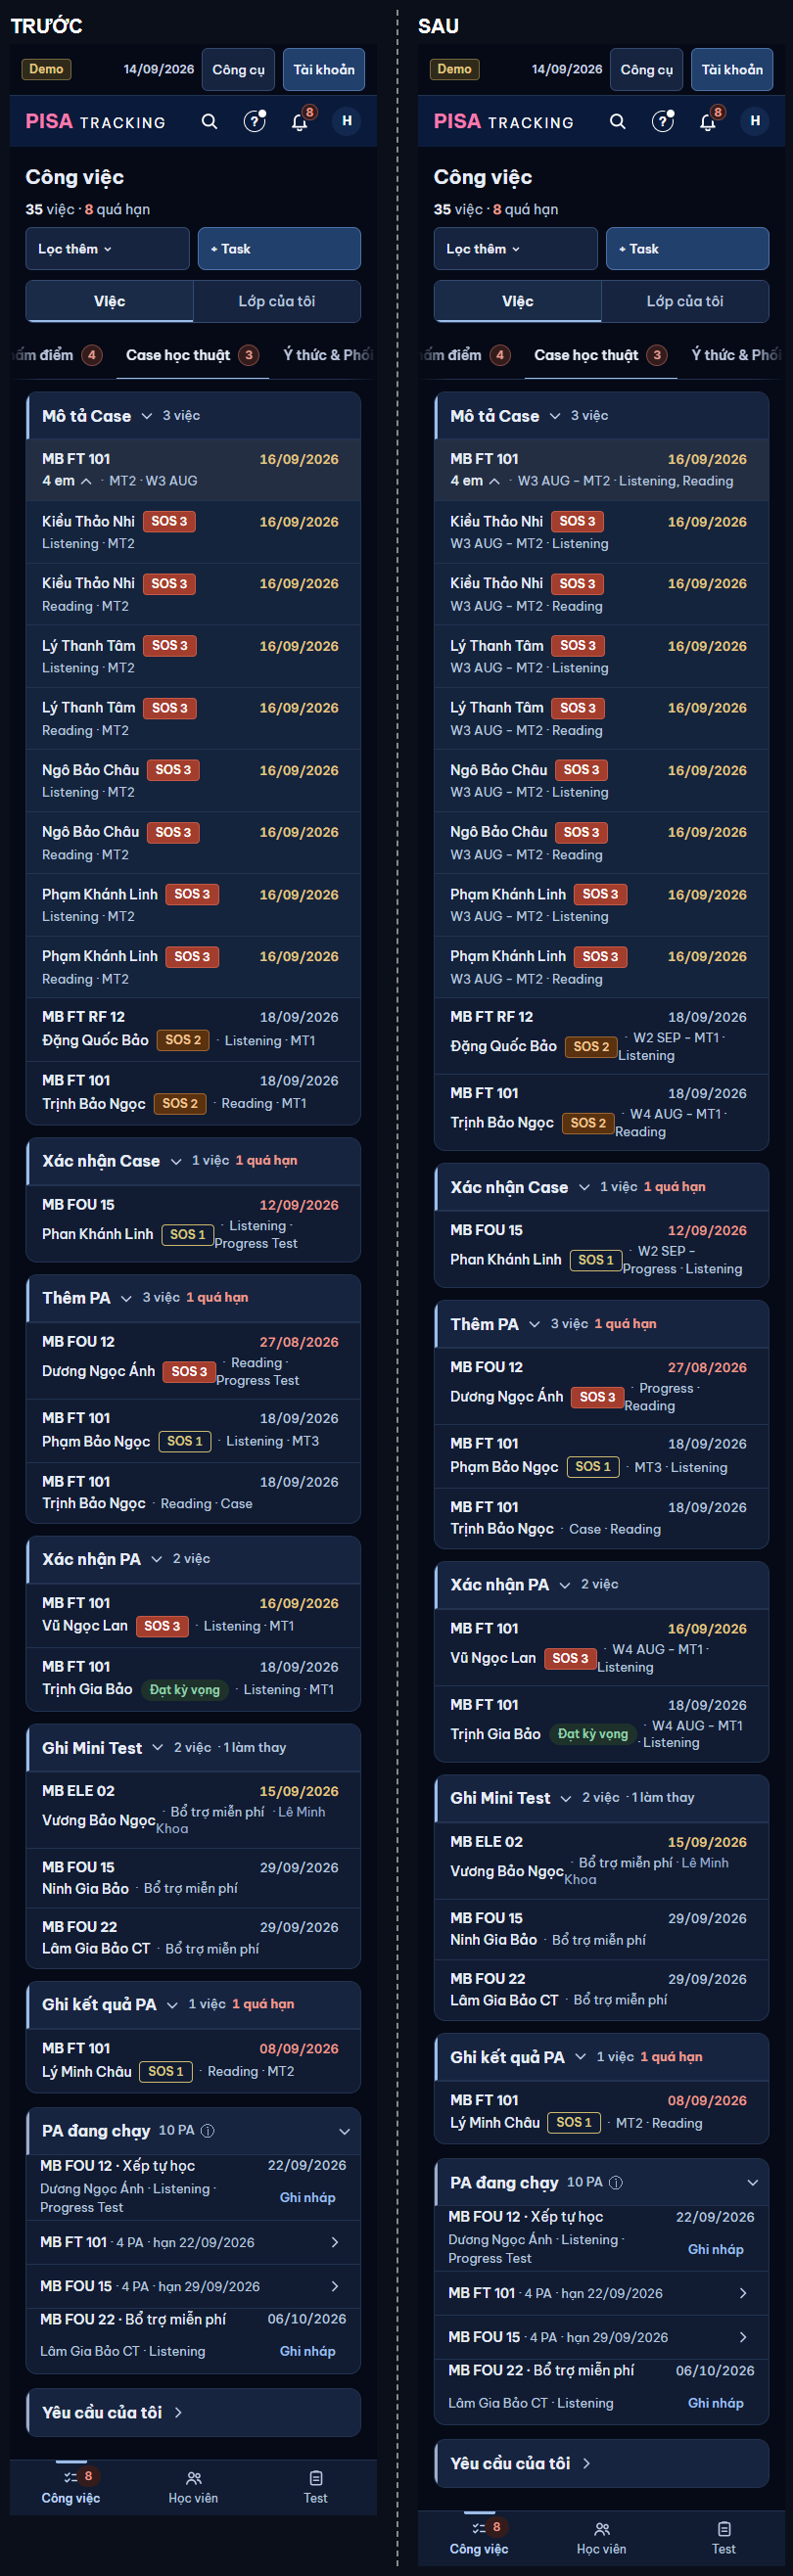 TRƯỚC
Demo 14/09/2026 Công cụ Tài khoản
PISA TRACKING ? 8 H
Công việc
35 việc · 8 quá hạn
Lọc thêm + Task
Việc Lớp của tôi
ấm điểm 4 Case học thuật 3 Ý thức & Phối
Mô tả Case 3 việc
MB FT 101 16/09/2026
4 em · MT2 · W3 AUG
Kiều Thảo Nhi SOS 3 16/09/2026
Listening · MT2
Kiều Thảo Nhi SOS 3 16/09/2026
Reading · MT2
Lý Thanh Tâm SOS 3 16/09/2026
Listening · MT2
Lý Thanh Tâm SOS 3 16/09/2026
Reading · MT2
Ngô Bảo Châu SOS 3 16/09/2026
Listening · MT2
Ngô Bảo Châu SOS 3 16/09/2026
Reading · MT2
Phạm Khánh Linh SOS 3 16/09/2026
Listening · MT2
Phạm Khánh Linh SOS 3 16/09/2026
Reading · MT2
MB FT RF 12 18/09/2026
Đặng Quốc Bảo SOS 2 · Listening · MT1
MB FT 101 18/09/2026
Trịnh Bảo Ngọc SOS 2 · Reading · MT1
Xác nhận Case 1 việc 1 quá hạn
MB FOU 15 12/09/2026
Phan Khánh Linh SOS 1 · Listening ·
Progress Test
Thêm PA 3 việc 1 quá hạn
MB FOU 12 27/08/2026
Dương Ngọc Ánh SOS 3 · Reading ·
Progress Test
MB FT 101 18/09/2026
Phạm Bảo Ngọc SOS 1 · Listening · MT3
MB FT 101 18/09/2026
Trịnh Bảo Ngọc · Reading · Case
Xác nhận PA 2 việc
MB FT 101 16/09/2026
Vũ Ngọc Lan SOS 3 · Listening · MT1
MB FT 101 18/09/2026
Trịnh Gia Bảo Đạt kỳ vọng · Listening · MT1
Ghi Mini Test 2 việc · 1 làm thay
MB ELE 02 15/09/2026
Vương Bảo Ngọc · Bổ trợ miễn phí · Lê Minh
Khoa
MB FOU 15 29/09/2026
Ninh Gia Bảo · Bổ trợ miễn phí
MB FOU 22 29/09/2026
Lâm Gia Bảo CT · Bổ trợ miễn phí
Ghi kết quả PA 1 việc 1 quá hạn
MB FT 101 08/09/2026
Lý Minh Châu SOS 1 · Reading · MT2
PA đang chạy 10 PA
MB FOU 12 · Xếp tự học 22/09/2026
Dương Ngọc Ánh · Listening ·
Progress Test Ghi nháp
MB FT 101 · 4 PA · hạn 22/09/2026
MB FOU 15 · 4 PA · hạn 29/09/2026
MB FOU 22 · Bổ trợ miễn phí 06/10/2026
Lâm Gia Bảo CT · Listening Ghi nháp
Yêu cầu của tôi
8
Công việc Học viên Test
SAU
Demo 14/09/2026 Công cụ Tài khoản
PISA TRACKING ? 8 H
Công việc
35 việc · 8 quá hạn
Lọc thêm + Task
Việc Lớp của tôi
ấm điểm 4 Case học thuật 3 Ý thức & Phối
Mô tả Case 3 việc
MB FT 101 16/09/2026
4 em · W3 AUG - MT2 · Listening, Reading
Kiều Thảo Nhi SOS 3 16/09/2026
W3 AUG - MT2 · Listening
Kiều Thảo Nhi SOS 3 16/09/2026
W3 AUG - MT2 · Reading
Lý Thanh Tâm SOS 3 16/09/2026
W3 AUG - MT2 · Listening
Lý Thanh Tâm SOS 3 16/09/2026
W3 AUG - MT2 · Reading
Ngô Bảo Châu SOS 3 16/09/2026
W3 AUG - MT2 · Listening
Ngô Bảo Châu SOS 3 16/09/2026
W3 AUG - MT2 · Reading
Phạm Khánh Linh SOS 3 16/09/2026
W3 AUG - MT2 · Listening
Phạm Khánh Linh SOS 3 16/09/2026
W3 AUG - MT2 · Reading
MB FT RF 12 18/09/2026
Đặng Quốc Bảo SOS 2 · W2 SEP - MT1 ·
Listening
MB FT 101 18/09/2026
Trịnh Bảo Ngọc SOS 2 · W4 AUG - MT1 ·
Reading
Xác nhận Case 1 việc 1 quá hạn
MB FOU 15 12/09/2026
Phan Khánh Linh SOS 1 · W2 SEP -
Progress · Listening
Thêm PA 3 việc 1 quá hạn
MB FOU 12 27/08/2026
Dương Ngọc Ánh SOS 3 · Progress ·
Reading
MB FT 101 18/09/2026
Phạm Bảo Ngọc SOS 1 · MT3 · Listening
MB FT 101 18/09/2026
Trịnh Bảo Ngọc · Case · Reading
Xác nhận PA 2 việc
MB FT 101 16/09/2026
Vũ Ngọc Lan SOS 3 · W4 AUG - MT1 ·
Listening
MB FT 101 18/09/2026
Trịnh Gia Bảo Đạt kỳ vọng · W4 AUG - MT1
· Listening
Ghi Mini Test 2 việc · 1 làm thay
MB ELE 02 15/09/2026
Vương Bảo Ngọc · Bổ trợ miễn phí · Lê Minh
Khoa
MB FOU 15 29/09/2026
Ninh Gia Bảo · Bổ trợ miễn phí
MB FOU 22 29/09/2026
Lâm Gia Bảo CT · Bổ trợ miễn phí
Ghi kết quả PA 1 việc 1 quá hạn
MB FT 101 08/09/2026
Lý Minh Châu SOS 1 · MT2 · Reading
PA đang chạy 10 PA
MB FOU 12 · Xếp tự học 22/09/2026
Dương Ngọc Ánh · Listening ·
Progress Test Ghi nháp
MB FT 101 · 4 PA · hạn 22/09/2026
MB FOU 15 · 4 PA · hạn 29/09/2026
MB FOU 22 · Bổ trợ miễn phí 06/10/2026
Lâm Gia Bảo CT · Listening Ghi nháp
Yêu cầu của tôi
8
Công việc Học viên Test